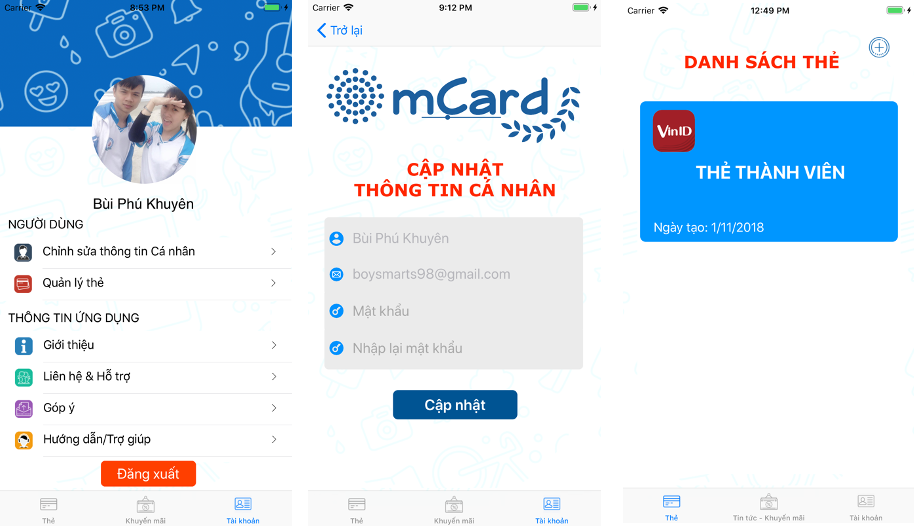 Carrier 8:53 PM
Bùi Phú Khuyên
NGƯỜI DÙNG
Chỉnh sửa thông tin Cá nhân
Quản lý thẻ
THÔNG TIN ỨNG DỤNG
Giới thiệu
Liên hệ & Hỗ trợ
Góp ý
Hướng dẫn/Trợ giúp
Đăng xuất
Thẻ Khuyến mãi Tài khoản
Carrier 9:12 PM
Trở lại
mCard
CẬP NHẬT
THÔNG TIN CÁ NHÂN
Bùi Phú Khuyên
boysmarts98@gmail.com
Mật khẩu
Nhập lại mật khẩu
Cập nhật
Thẻ Khuyến mãi Tài khoản
Carrier 12:49 PM
DANH SÁCH THẺ
VinID
THẺ THÀNH VIÊN
Ngày tạo: 1/11/2018
Thẻ Tin tức - Khuyến mãi Tài khoản